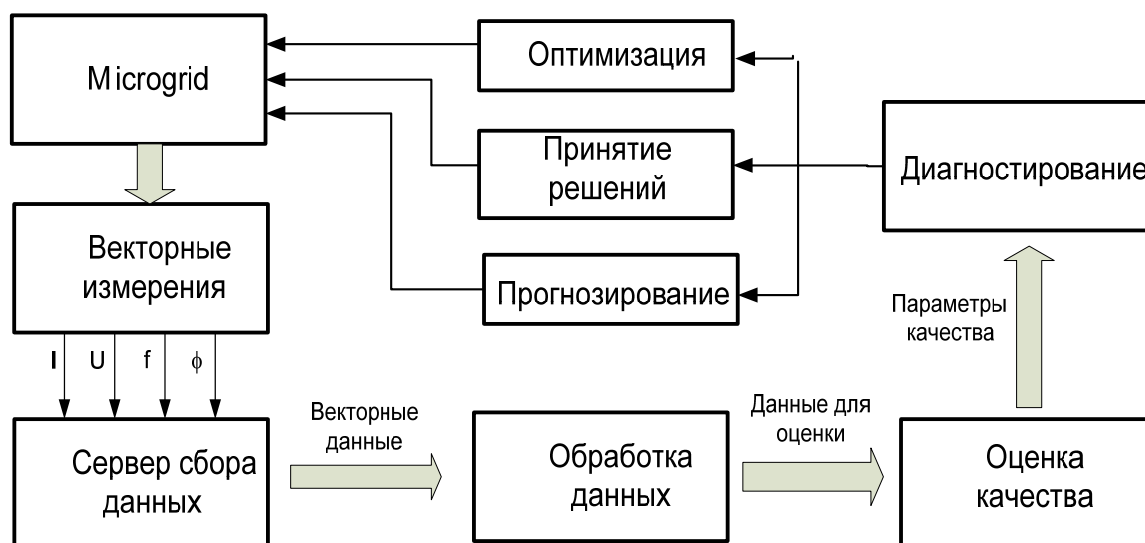 Microgrid
Оптимизация
Принятие
решений
Диагностирование
Векторные
измерения
Прогнозирование
Параметры
качества
I U f ϕ
Векторные
данные
Данные для
оценки
Сервер сбора
данных
Обработка
данных
Оценка
качества